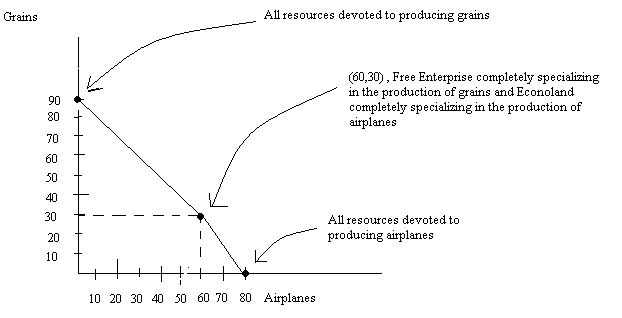 Grains
All resources devoted to producing grains
(60,30) , Free Enterprise completely specializing
in the production of grains and Econoland
completely specializing in the production of
airplanes
90
80
70
60
50
40
30
20
10
All resources devoted to
producing airplanes
10 20 30 40 50 60 70 80 Airplanes